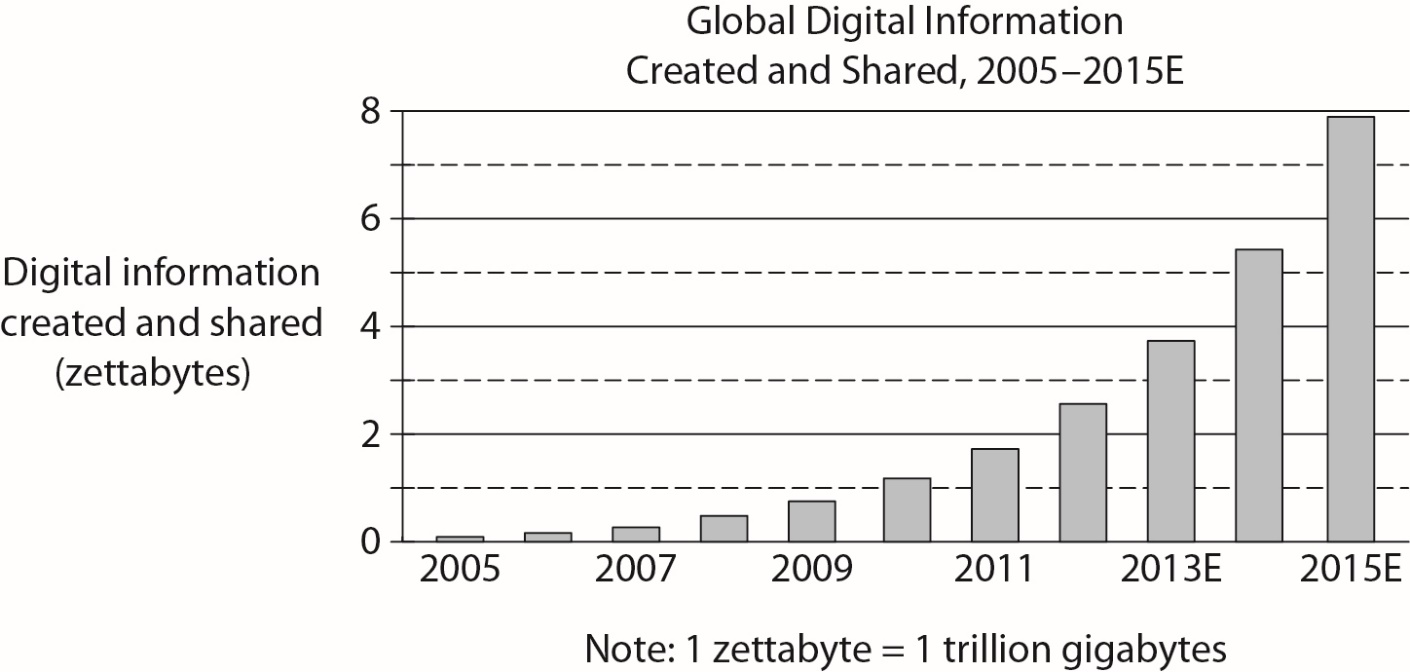 Global Digital Information
Created and Shared, 2005–2015E
8
6
4
2
0
Digital information
created and shared
(zettabytes)
2005 2007 2009 2011 2013E 2015E
Note: 1 zettabyte = 1 trillion gigabytes